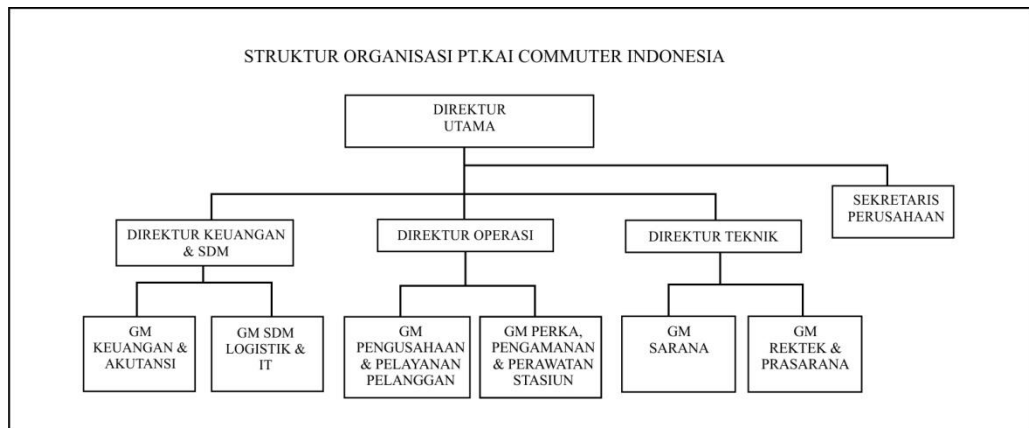 STRUKTUR ORGANISASI PT.KAI COMMUTER INDONESIA
DIREKTUR
UTAMA
SEKRETARIS
PERUSAHAAN
DIREKTUR KEUANGAN
& SDM
DIREKTUR OPERASI
DIREKTUR TEKNIK
GM
KEUANGAN &
AKUTANSI
GM SDM
LOGISTIK &
IT
GM
PENGUSAHAAN
& PELAYANAN
PELANGGAN
GM PERKA,
PENGAMANAN
& PERAWATAN
STASIUN
GM
SARANA
GM
REKTEK &
PRASARANA